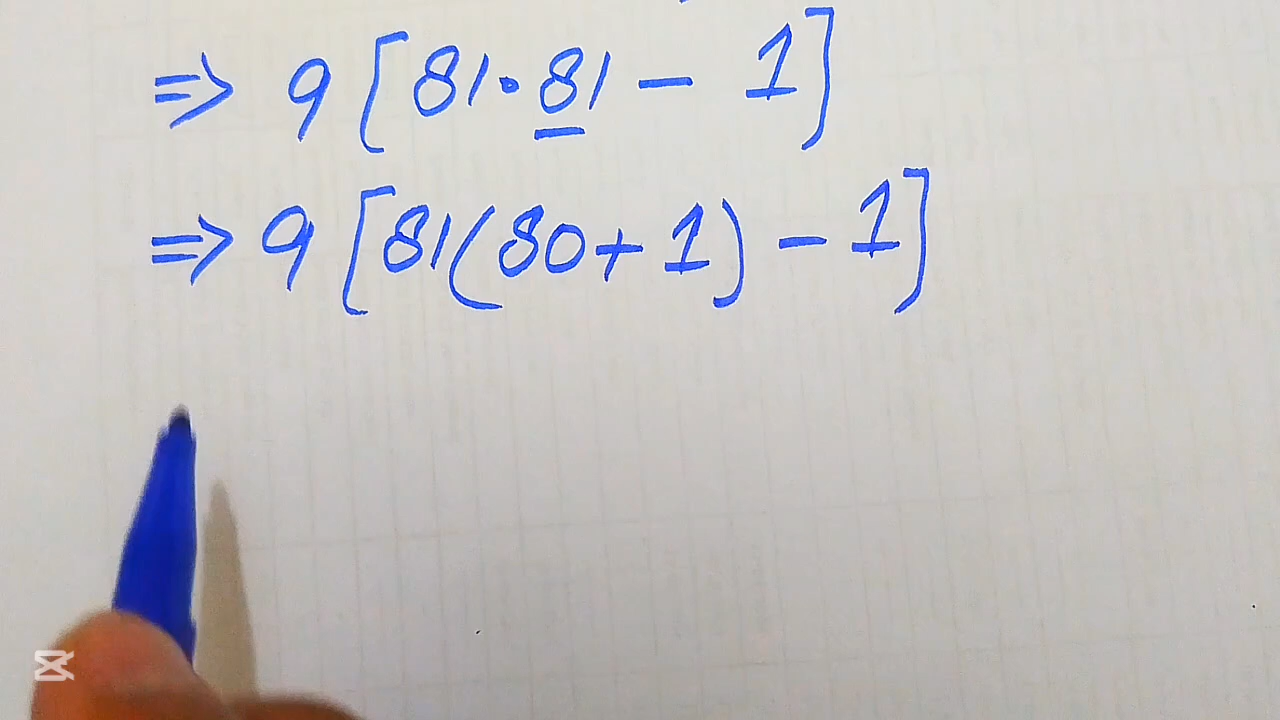 => 9 [81·81 - 1]
=> 9 [81(80+1) - 1]